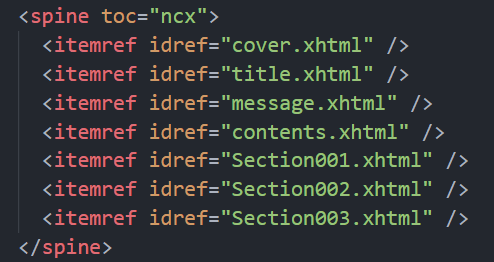 <spine toc="ncx">
<itemref idref="cover.xhtml" />
<itemref idref="title.xhtml" />
<itemref idref="message.xhtml" />
<itemref idref="contents.xhtml" />
<itemref idref="Section001.xhtml" />
<itemref idref="Section002.xhtml" />
<itemref idref="Section003.xhtml" />
</spine>